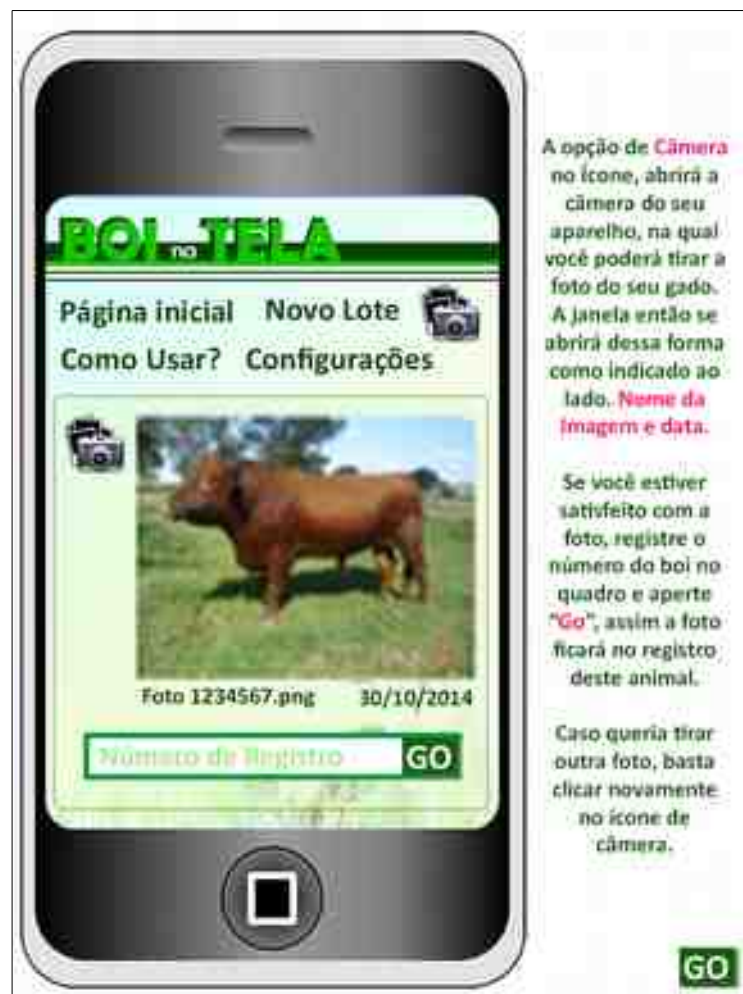 BOI na TELA
Página inicial Novo Lote
Como Usar? Configurações
Foto 1234567.png 30/10/2014
Número de Registro GO
A opção de Câmera
no ícone, abrirá a
câmera do seu
aparelho, na qual
você poderá tirar a
foto do seu gado.
A janela então se
abrirá dessa forma
como indicado ao
lado. Nome da
Imagem e data.
Se você estiver
satisfeito com a
foto, registre o
número do boi no
quadro e aperte
"Go", assim a foto
ficará no registro
deste animal.
Caso queria tirar
outra foto, basta
clicar novamente
no ícone de
câmera.
GO